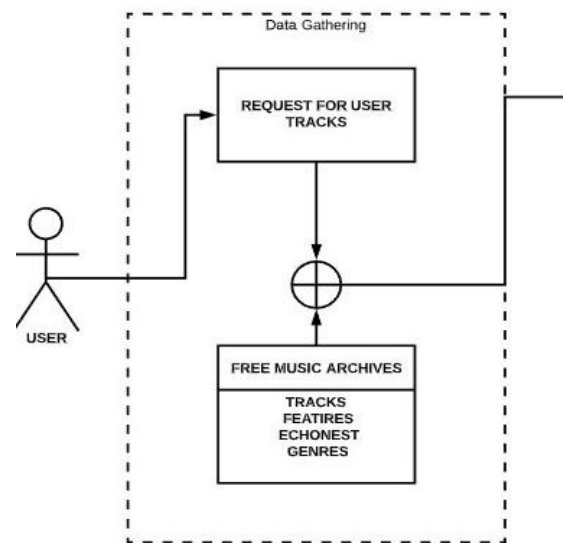 Data Gathering
REQUEST FOR USER
TRACKS
USER
FREE MUSIC ARCHIVES
TRACKS
FEATIRES
ECHONEST
GENRES